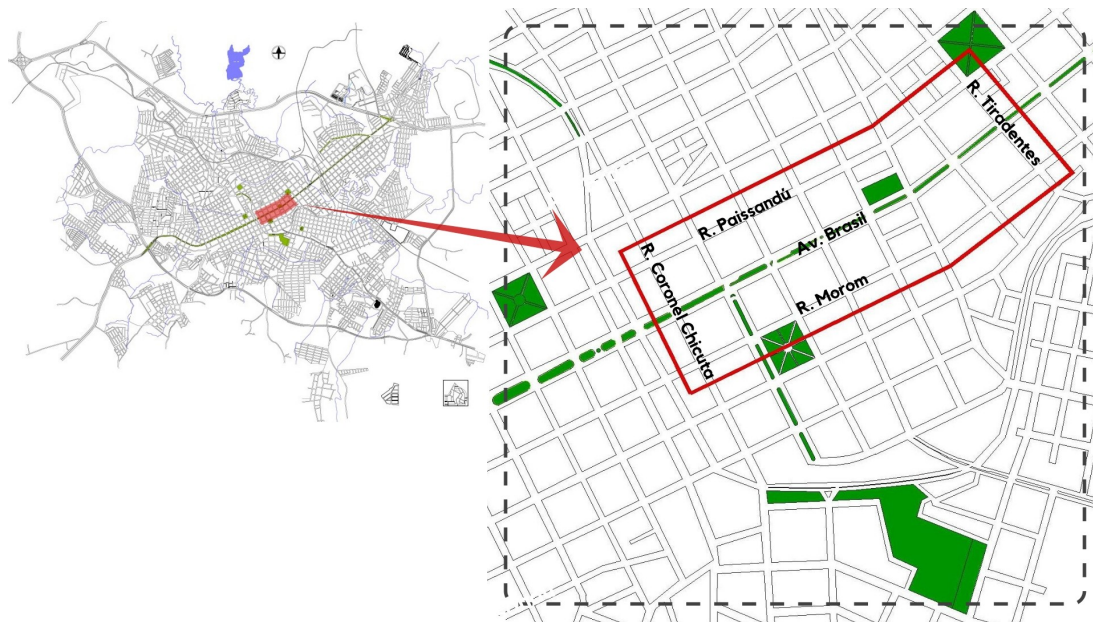 R. Tiradentes
R. Paissandú
Av. Brasil
R. Coronel Chicuta
R. Morom